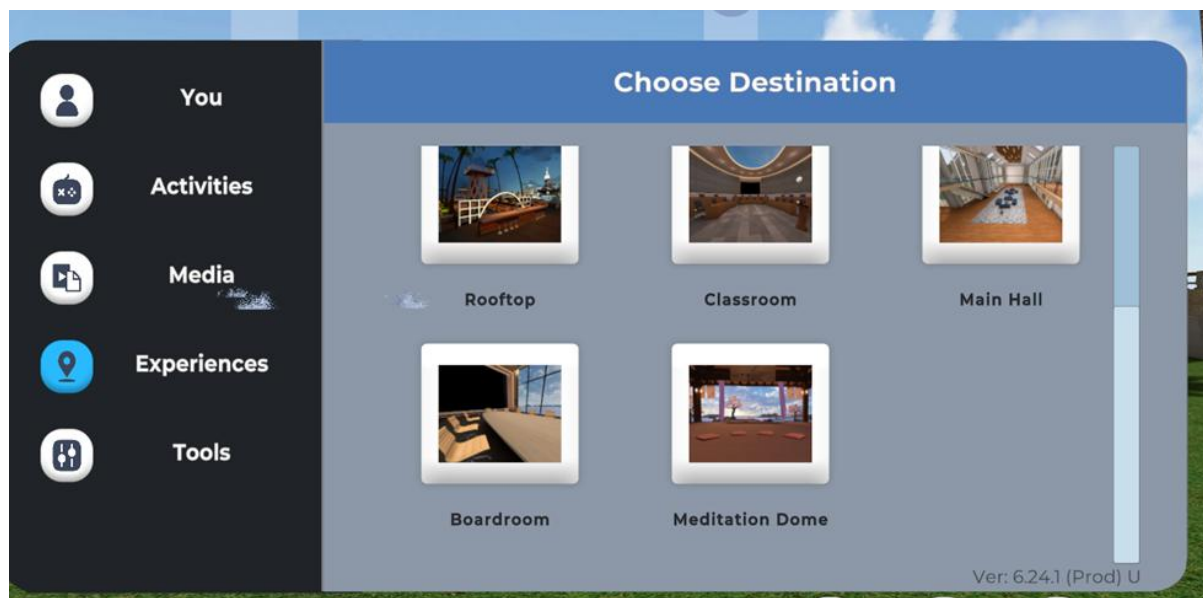 Choose Destination
You
Activities
Media
Experiences
Tools
Rooftop
Classroom
Main Hall
Boardroom
Meditation Dome
Ver: 6.24.1 (Prod) U